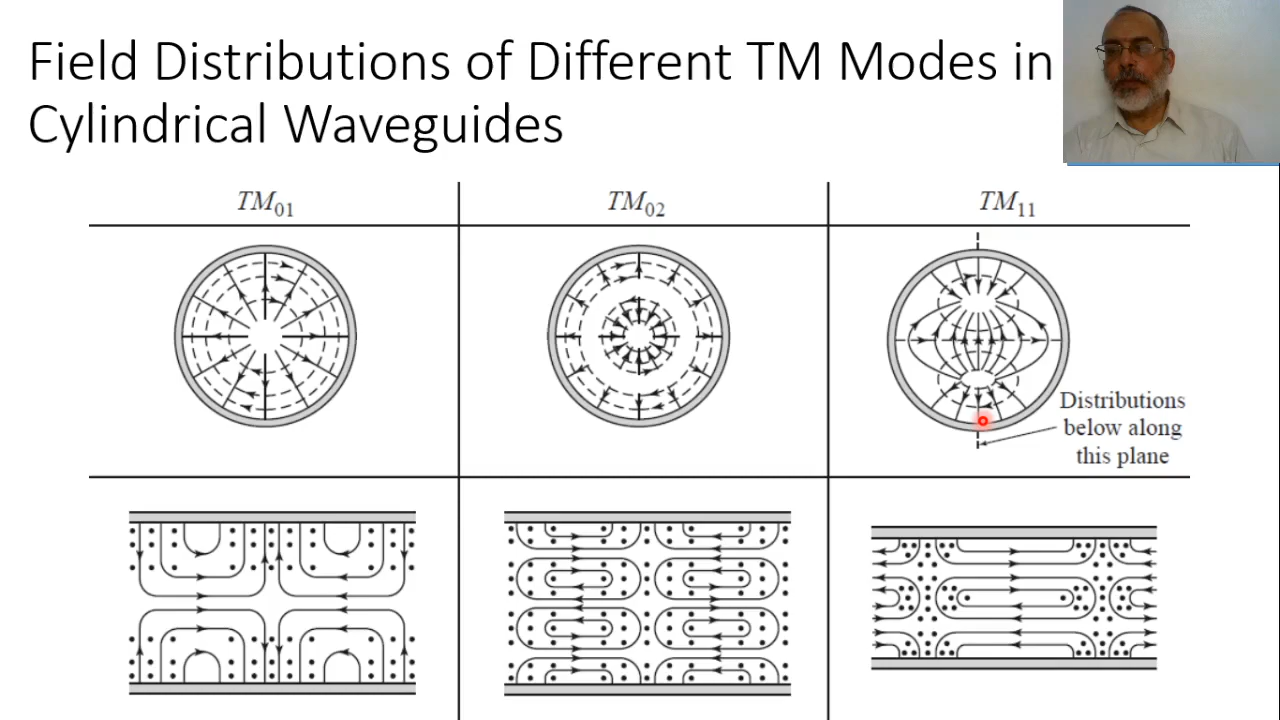 Field Distributions of Different TM Modes in
Cylindrical Waveguides
TM₀₁
TM₀₂
TM₁₁
Distributions
below along
this plane